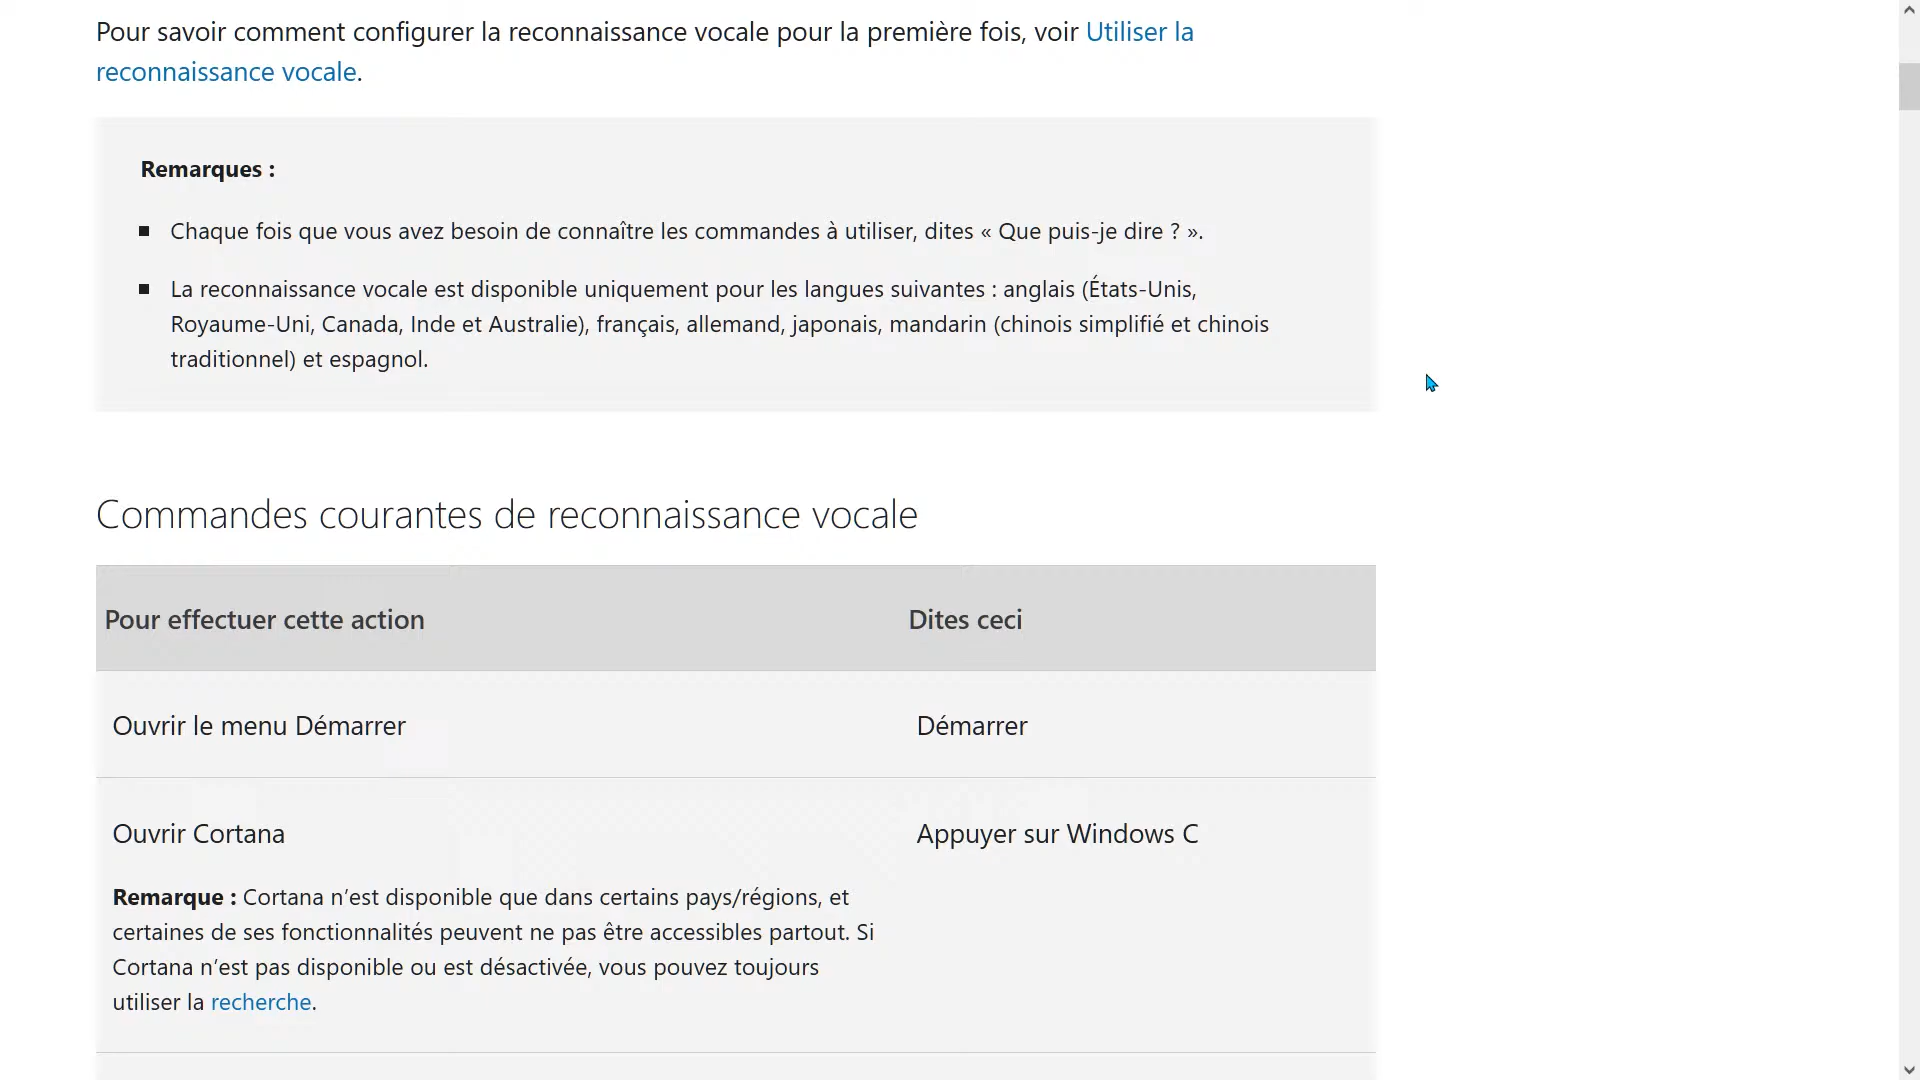 Pour savoir comment configurer la reconnaissance vocale pour la première fois, voir Utiliser la
reconnaissance vocale.
Remarques :
Chaque fois que vous avez besoin de connaître les commandes à utiliser, dites « Que puis-je dire ? ».
La reconnaissance vocale est disponible uniquement pour les langues suivantes : anglais (États-Unis,
Royaume-Uni, Canada, Inde et Australie), français, allemand, japonais, mandarin (chinois simplifié et chinois
traditionnel) et espagnol.
Commandes courantes de reconnaissance vocale
Pour effectuer cette action Dites ceci
Ouvrir le menu Démarrer Démarrer
Ouvrir Cortana Appuyer sur Windows C
Remarque : Cortana n’est disponible que dans certains pays/régions, et
certaines de ses fonctionnalités peuvent ne pas être accessibles partout. Si
Cortana n’est pas disponible ou est désactivée, vous pouvez toujours
utiliser la recherche.